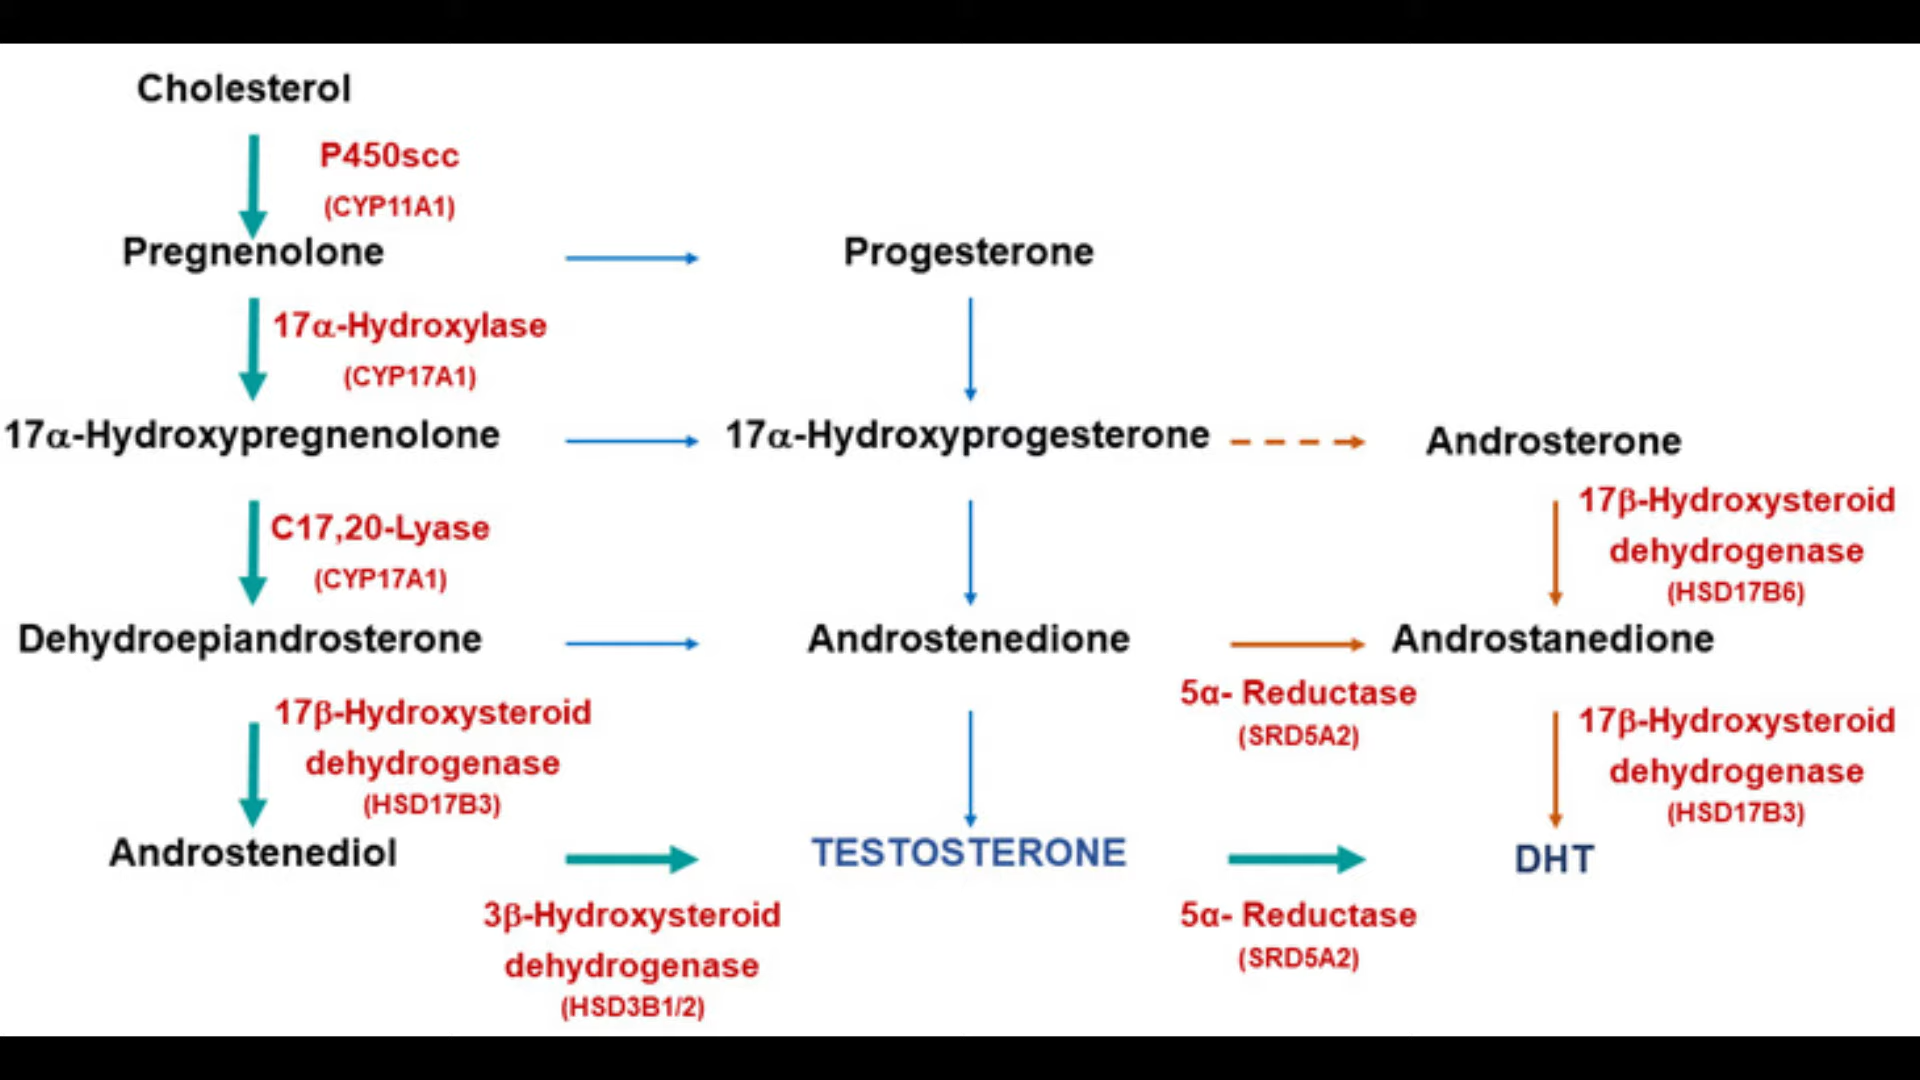 Cholesterol
P450scc
(CYP11A1)
Pregnenolone
Progesterone
17α-Hydroxylase
(CYP17A1)
17α-Hydroxypregnenolone
17α-Hydroxyprogesterone
Androsterone
C17,20-Lyase
(CYP17A1)
17β-Hydroxysteroid
dehydrogenase
(HSD17B6)
Dehydroepiandrosterone
Androstenedione
Androstanedione
17β-Hydroxysteroid
dehydrogenase
(HSD17B3)
5α- Reductase
(SRD5A2)
17β-Hydroxysteroid
dehydrogenase
(HSD17B3)
Androstenediol
TESTOSTERONE
DHT
3β-Hydroxysteroid
dehydrogenase
(HSD3B1/2)
5α- Reductase
(SRD5A2)